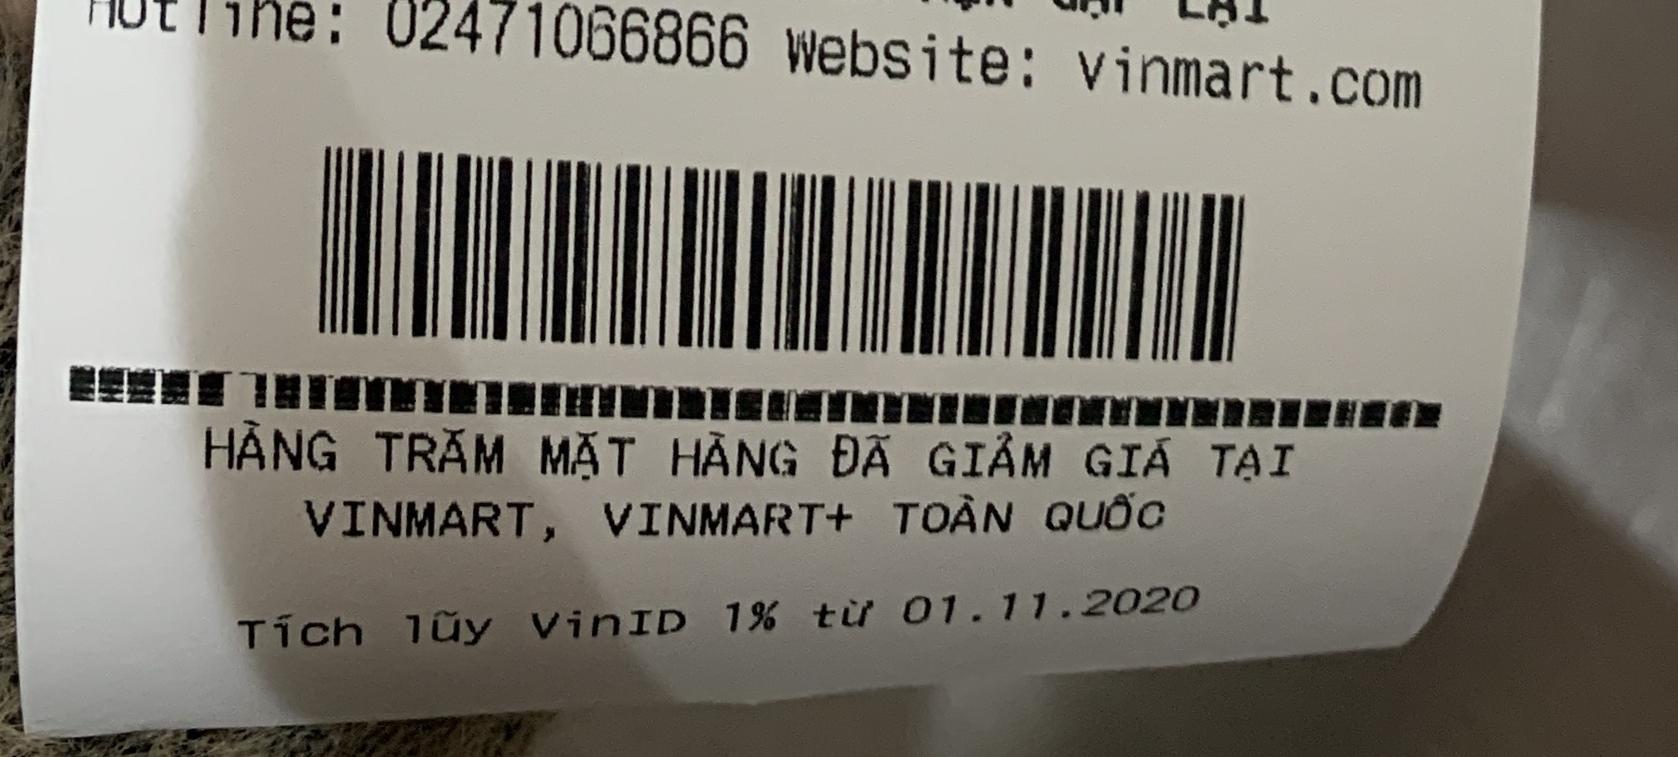 LẠI
Hotline: 02471066866 Website: vinmart.com
HÀNG TRĂM MẶT HÀNG ĐÃ GIẢM GIÁ TẠI
VINMART, VINMART+ TOÀN QUỐC
Tích lũy VinID 1% từ 01.11.2020